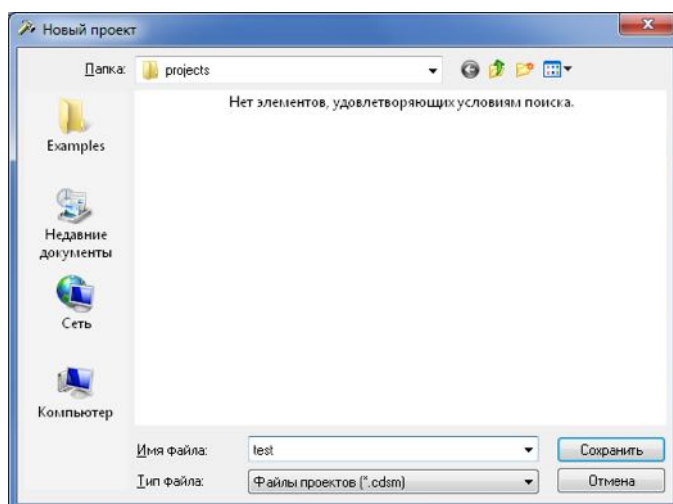 Новый проект
Папка: projects
Нет элементов, удовлетворяющих условиям поиска.
Examples
Недавние
документы
Сеть
Компьютер
Имя файла: test Сохранить
Тип файла: Файлы проектов (*.cdsm) Отмена